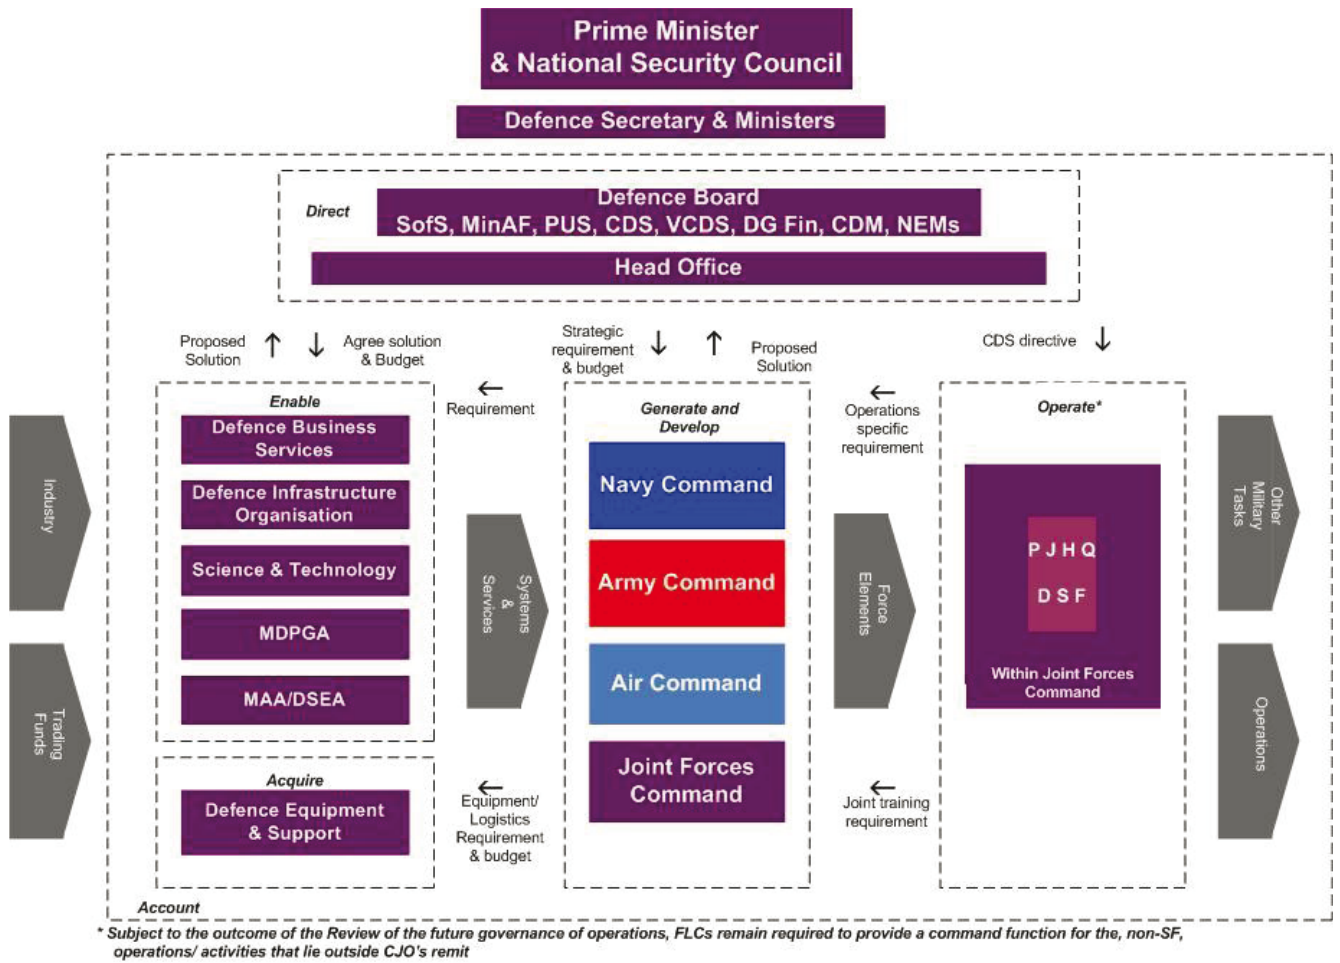 Prime Minister
& National Security Council
Defence Secretary & Ministers
Direct
Defence Board
SofS, MinAF, PUS, CDS, VCDS, DG Fin, CDM, NEMs
Head Office
Proposed
Solution
Agree solution
& Budget
Strategic
requirement
& budget
Proposed
Solution
CDS directive
Enable
Defence Business
Services
Defence Infrastructure
Organisation
Science & Technology
MDPGA
MAA/DSEA
Acquire
Defence Equipment
& Support
Requirement
Systems
&
Services
Equipment/
Logistics
Requirement
& budget
Generate and
Develop
Navy Command
Army Command
Air Command
Joint Forces
Command
Operations
specific
requirement
Force
Elements
Joint training
requirement
Operate*
P J H Q
D S F
Within Joint Forces
Command
Industry
Trading
Funds
Other
Military
Tasks
Operations
Account
* Subject to the outcome of the Review of the future governance of operations, FLCs remain required to provide a command function for the, non-SF,
operations/ activities that lie outside CJO's remit